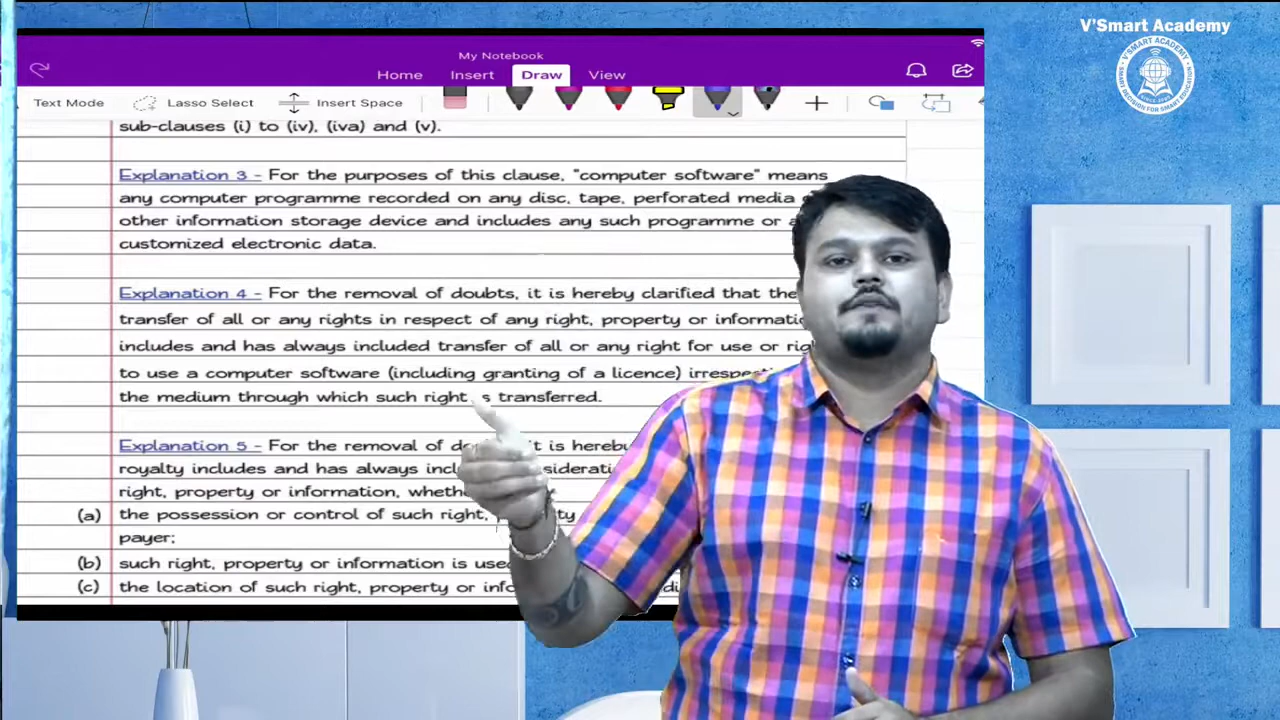 V'Smart Academy
My Notebook
Home Insert Draw View
Text Mode Lasso Select Insert Space
sub-clauses (i) to (iv), (iva) and (v).
Explanation 3 - For the purposes of this clause, "computer software" means
any computer programme recorded on any disc, tape, perforated media
other information storage device and includes any such programme or
customized electronic data.
Explanation 4 - For the removal of doubts, it is hereby clarified that the
transfer of all or any rights in respect of any right, property or
includes and has always included transfer of all or any right for use or
to use a computer software (including granting of a licence)
the medium through which such right transferred.
Explanation 5 - For the removal of it is
royalty includes and has always
right, property or information,
(a) the possession or control of such right,
payer;
(b) such right, property or information is
(c) the location of such right, property or